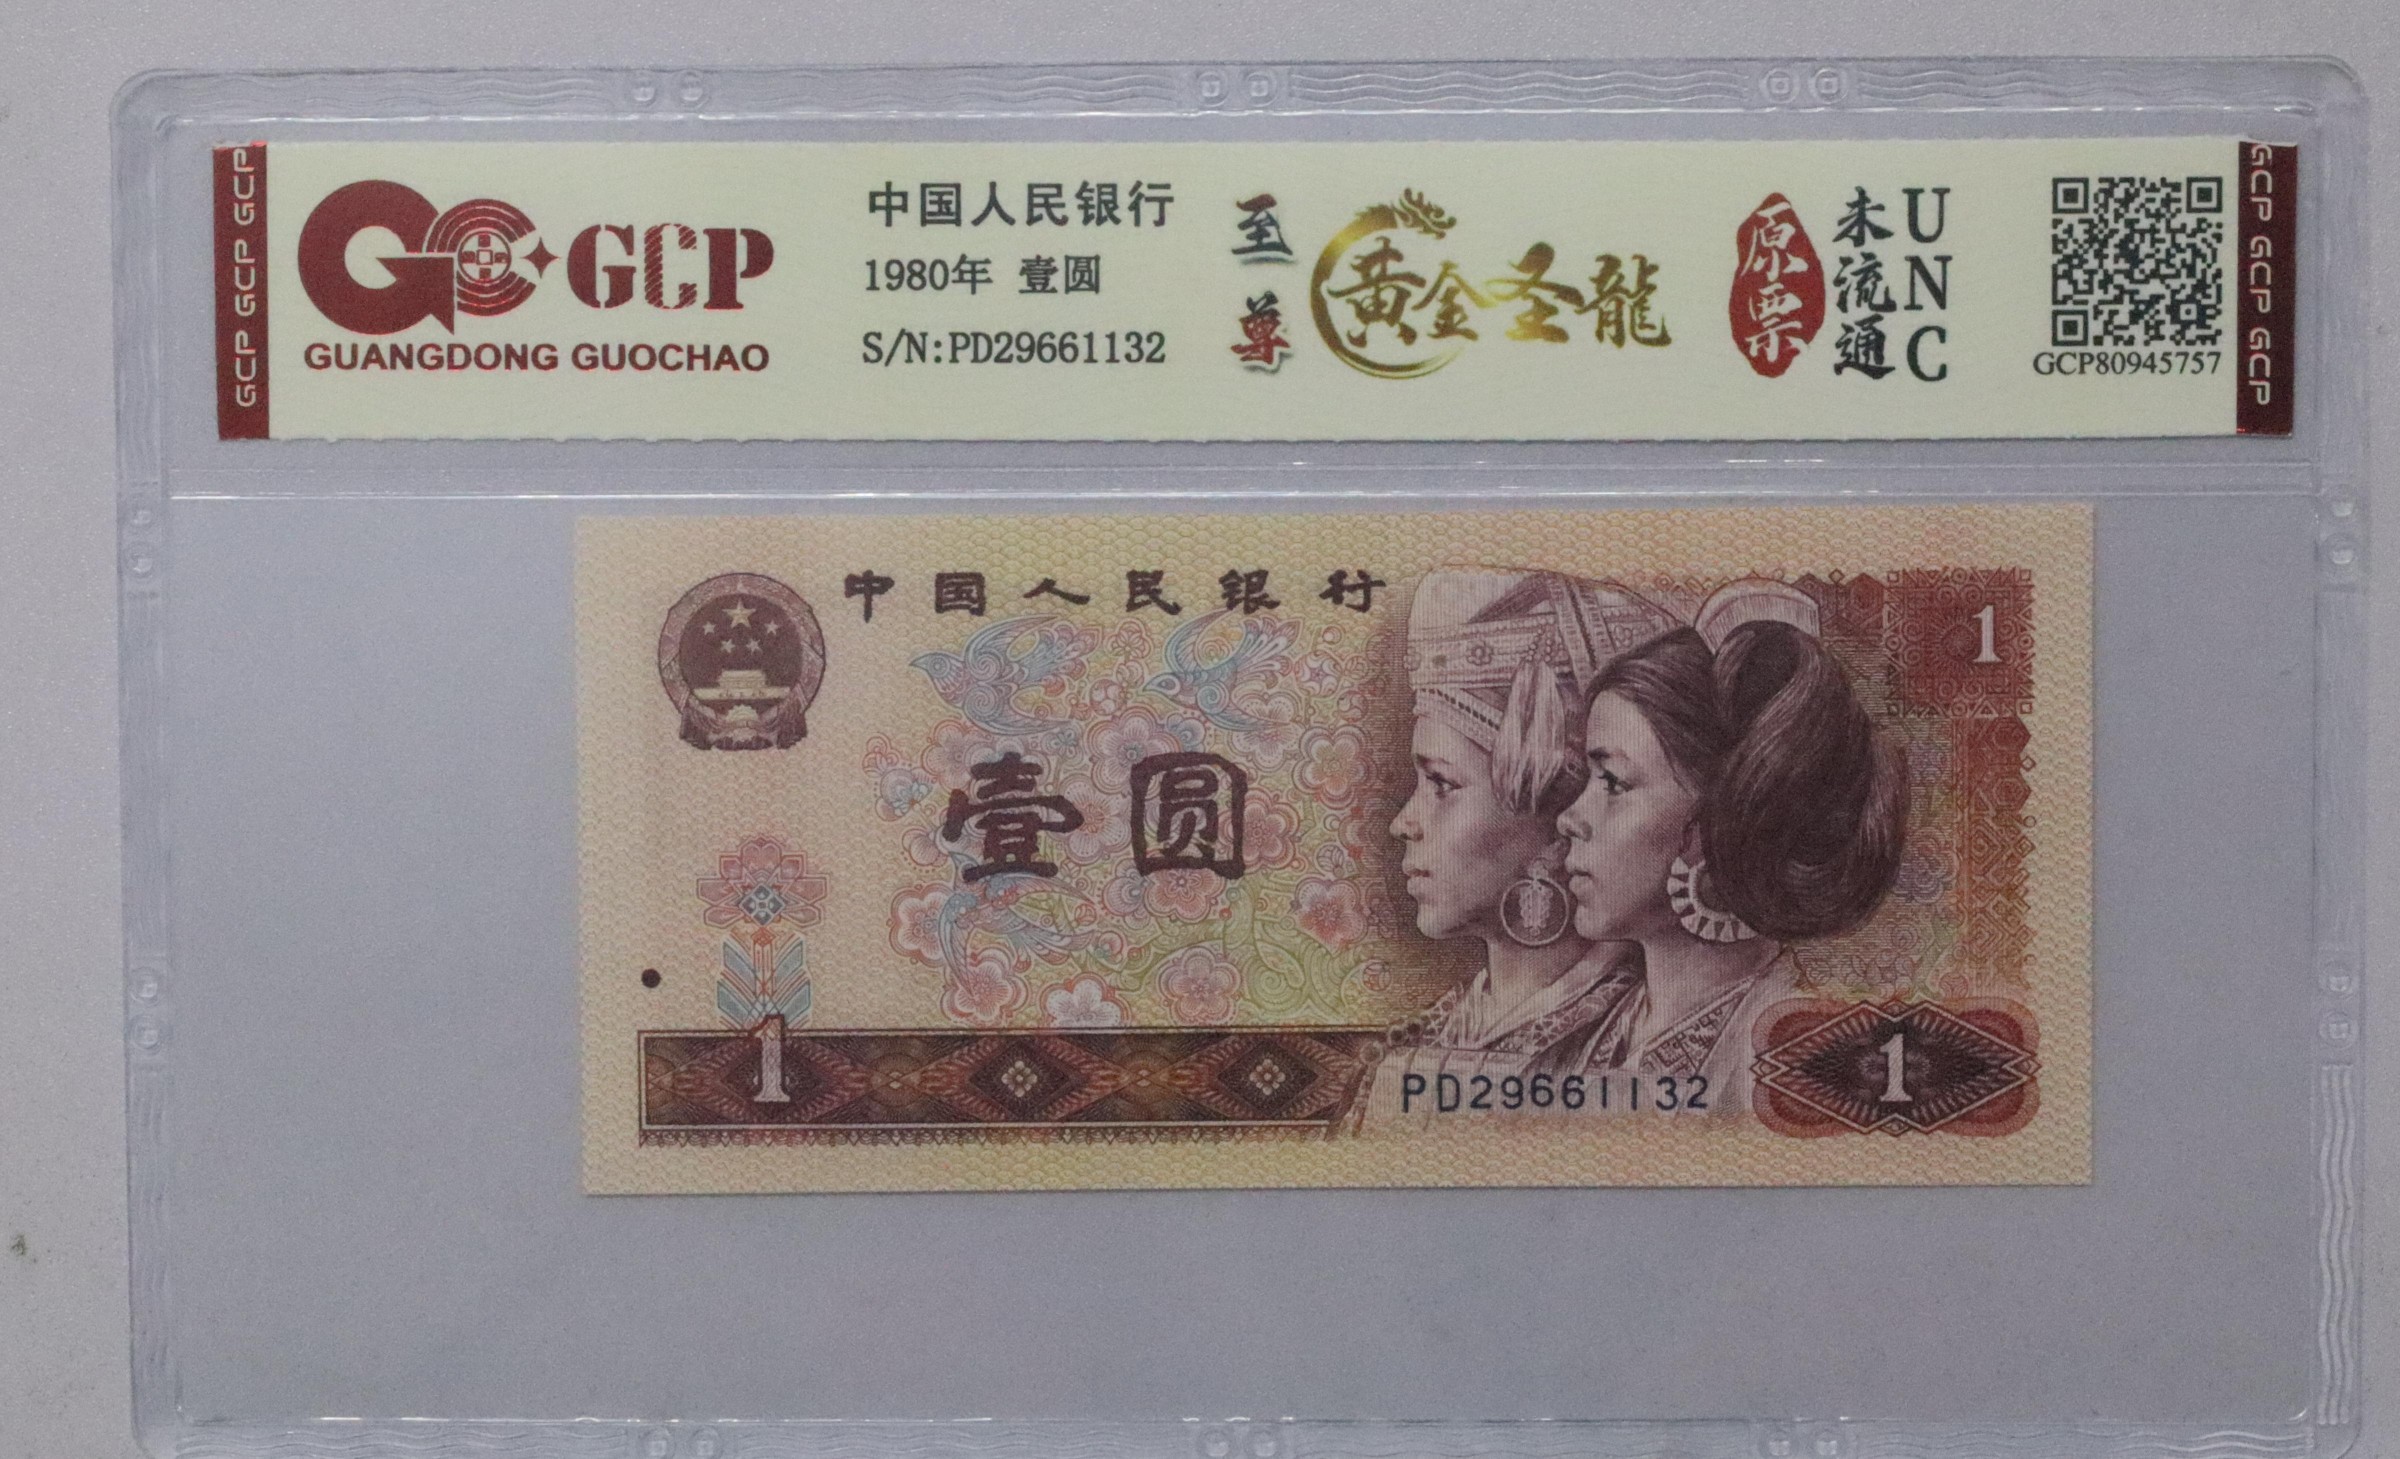 GCP GCP GCP
GCP
GUANGDONG GUOCHAO
中国人民银行
1980年 壹圆
S/N:PD29661132
至尊
黄金圣龍
原票
未流通
UNC
GCP80945757
GCP GCP GCP
中国人民银行
1
壹圆
1
PD29661132
1